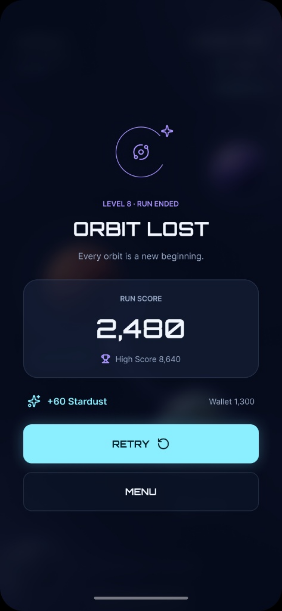 LEVEL 8 · RUN ENDED
ORBIT LOST
Every orbit is a new beginning.
RUN SCORE
2,480
High Score 8,640
+60 Stardust
Wallet 1,300
RETRY
MENU